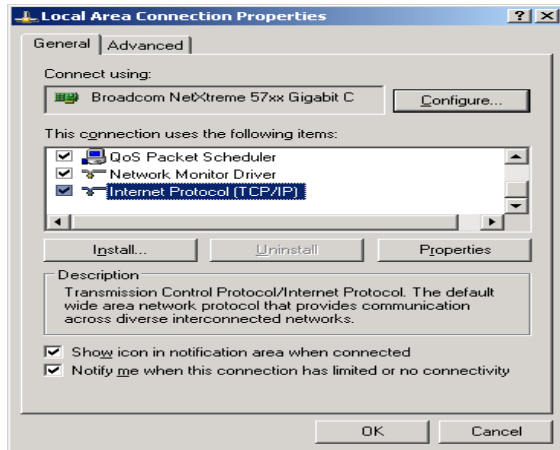 Local Area Connection Properties
General
Advanced
Connect using:
Broadcom NetXtreme 57xx Gigabit C
Configure...
This connection uses the following items:
QoS Packet Scheduler
Network Monitor Driver
Internet Protocol (TCP/IP)
Install...
Uninstall
Properties
Description
Transmission Control Protocol/Internet Protocol. The default
wide area network protocol that provides communication
across diverse interconnected networks.
Show icon in notification area when connected
Notify me when this connection has limited or no connectivity
OK
Cancel